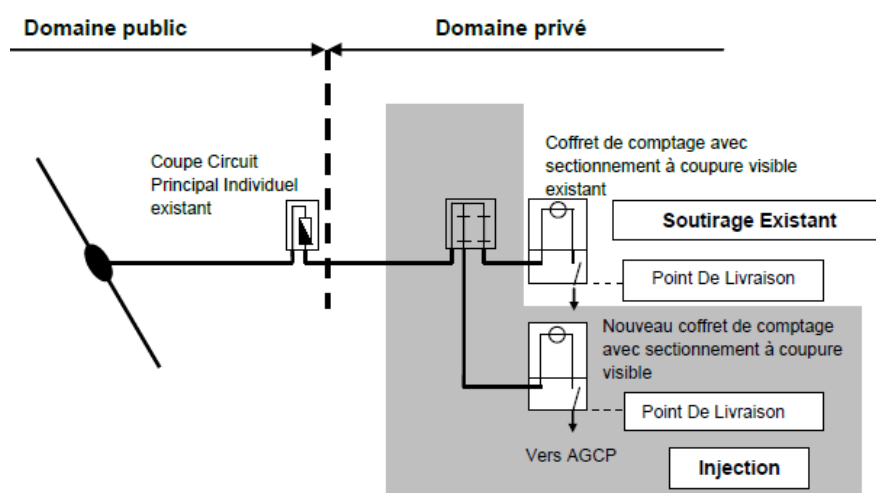 Domaine public
Domaine privé
Coupe Circuit
Principal Individuel
existant
Coffret de comptage avec
sectionnement à coupure visible
existant
Soutirage Existant
Point De Livraison
Nouveau coffret de comptage
avec sectionnement à coupure
visible
Point De Livraison
Vers AGCP
Injection